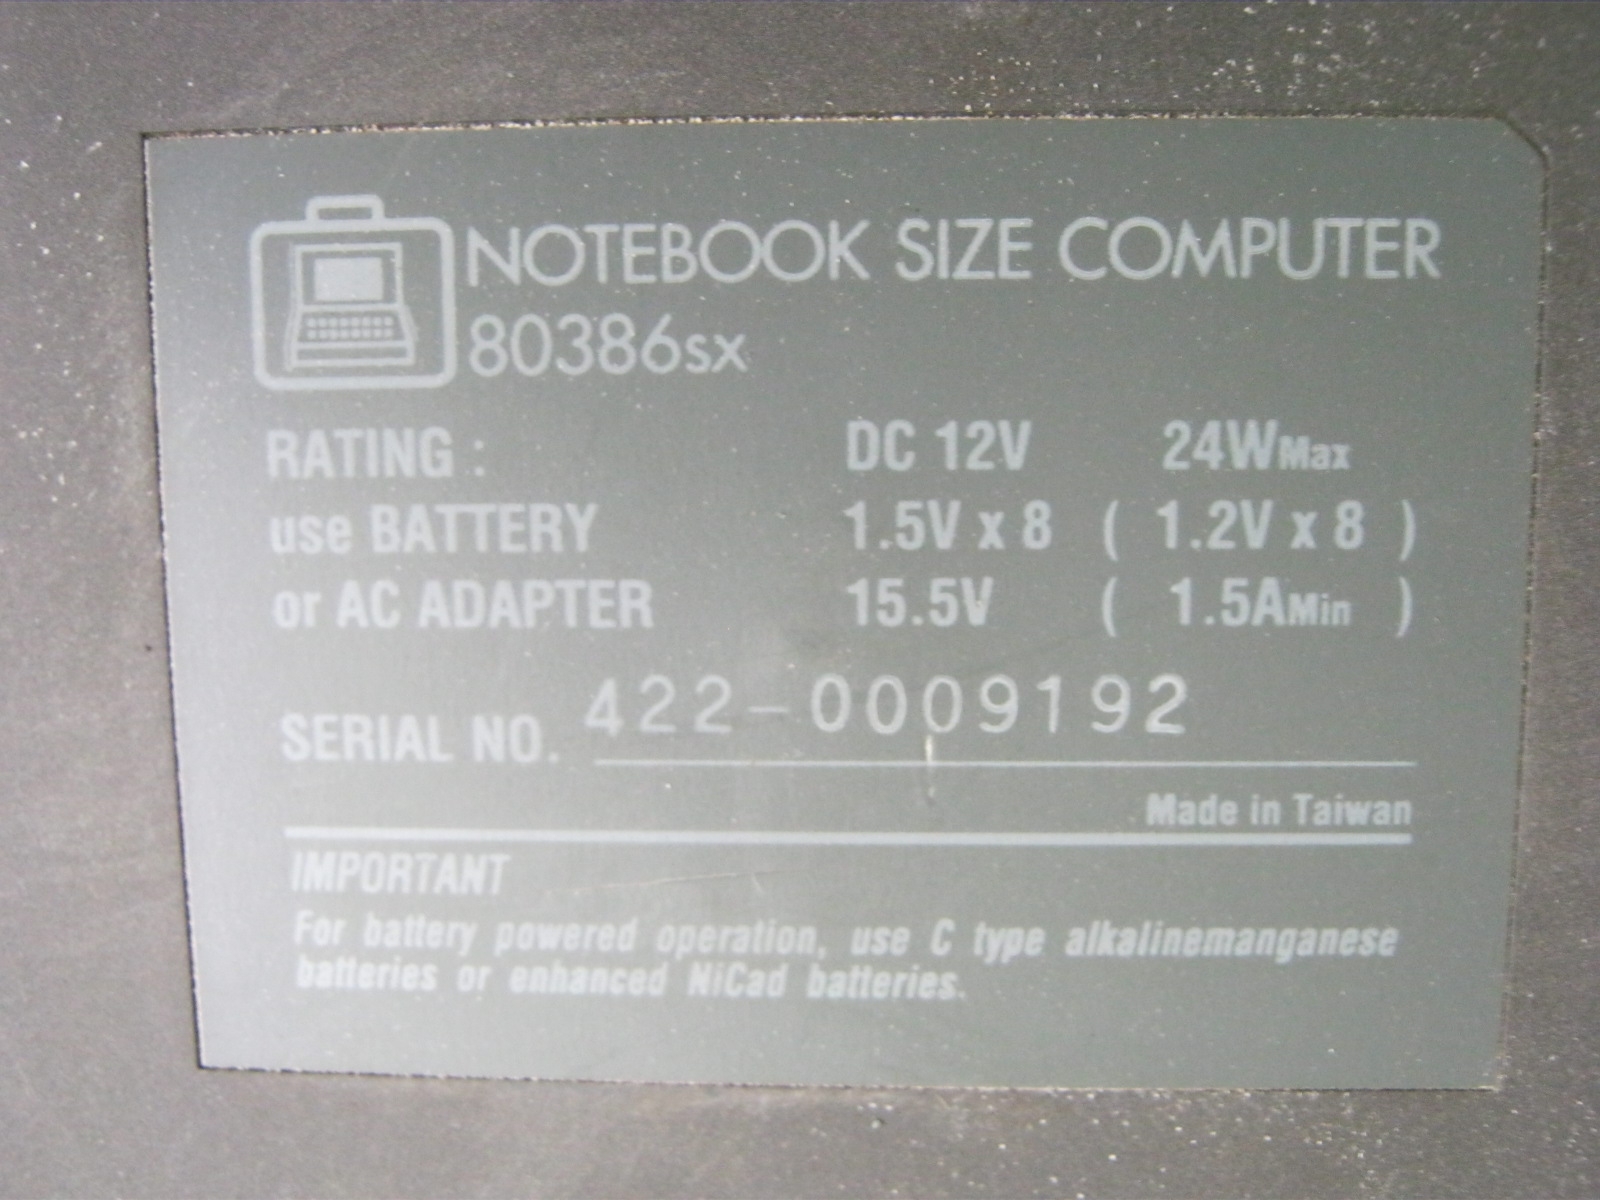 NOTEBOOK SIZE COMPUTER
80386sx
RATING : DC 12V 24WMax
use BATTERY 1.5V x 8 ( 1.2V x 8 )
or AC ADAPTER 15.5V ( 1.5AMin )
SERIAL NO. 422-0009192
Made in Taiwan
IMPORTANT
For battery powered operation, use C type alkalinemanganese
batteries or enhanced NiCad batteries.